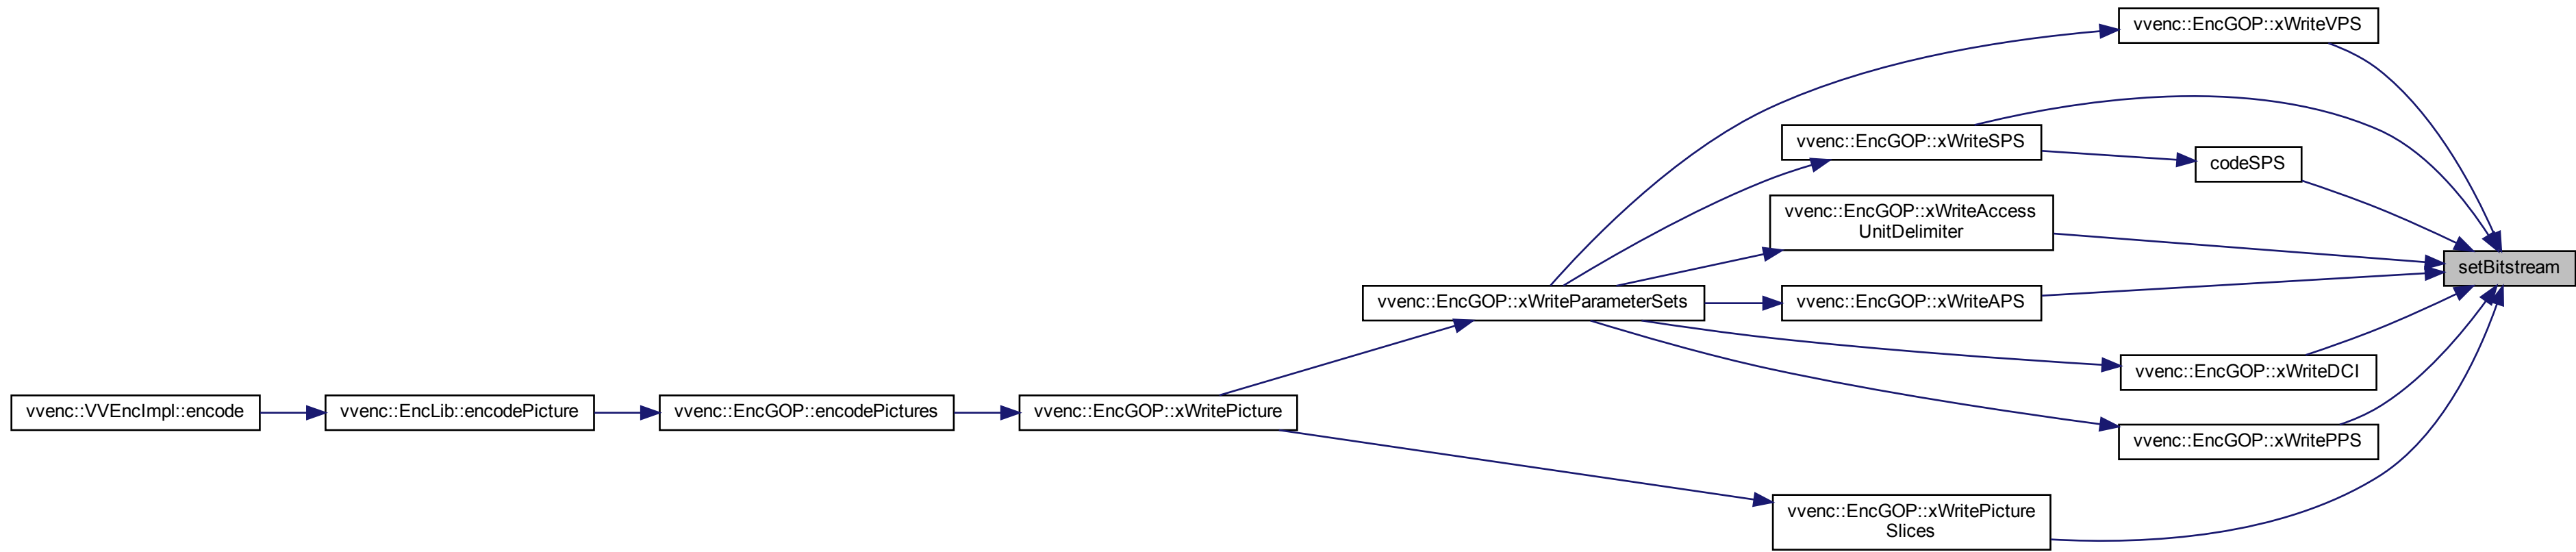 vvenc::EncGOP::xWriteVPS
vvenc::EncGOP::xWriteSPS
codeSPS
vvenc::EncGOP::xWriteAccess
UnitDelimiter
setBitstream
vvenc::EncGOP::xWriteParameterSets
vvenc::EncGOP::xWriteAPS
vvenc::EncGOP::xWriteDCI
vvenc::VVEncImpl::encode
vvenc::EncLib::encodePicture
vvenc::EncGOP::encodePictures
vvenc::EncGOP::xWritePicture
vvenc::EncGOP::xWritePPS
vvenc::EncGOP::xWritePicture
Slices